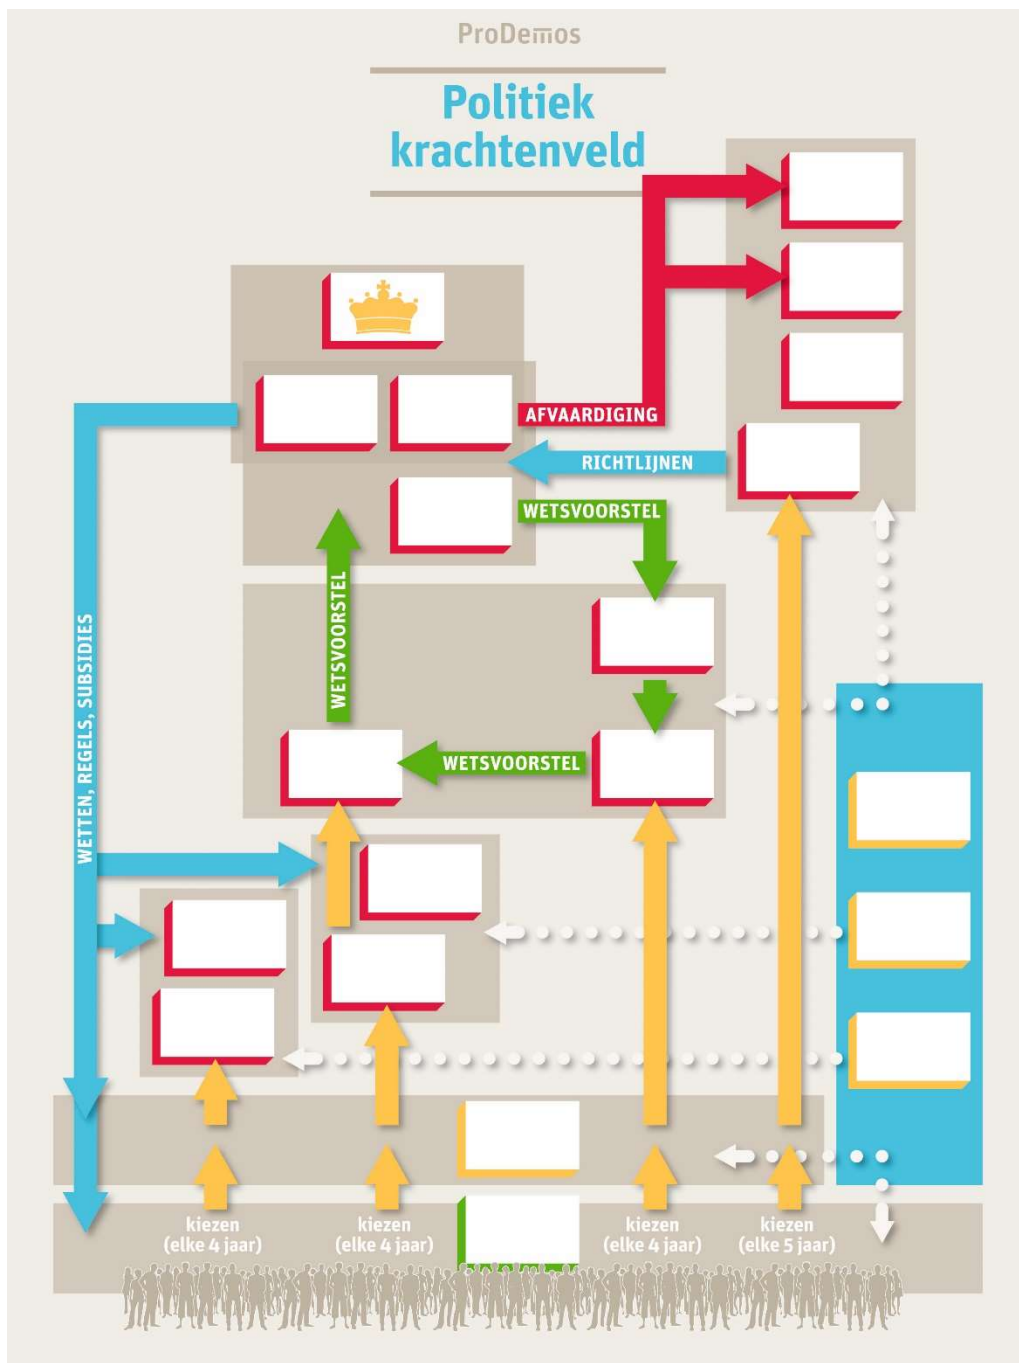 ProDemos
Politiek
krachtenveld
AFVAARDIGING
RICHTLIJNEN
WETSVOORSTEL
WETSVOORSTEL
WETTEN, REGELS, SUBSIDIES
WETSVOORSTEL
kiezen
(elke 4 jaar)
kiezen
(elke 4 jaar)
kiezen
(elke 4 jaar)
kiezen
(elke 5 jaar)